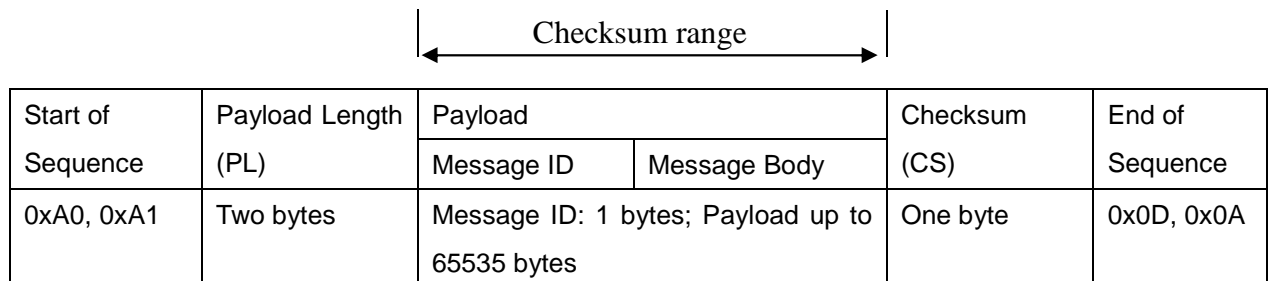 Checksum range
Start of Sequence
Payload Length (PL)
Payload
Checksum (CS)
End of Sequence
Message ID
Message Body
0xA0, 0xA1
Two bytes
Message ID: 1 bytes; Payload up to
65535 bytes
One byte
0x0D, 0x0A